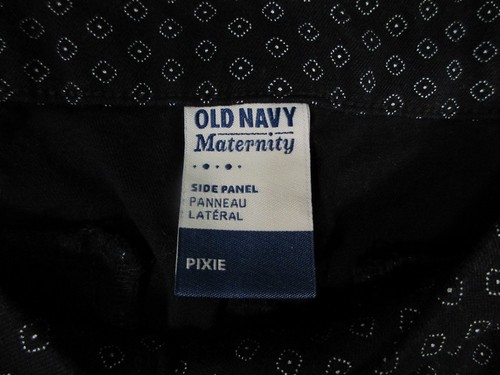 OLD NAVY
Maternity
SIDE PANEL
PANNEAU
LATÉRAL
PIXIE